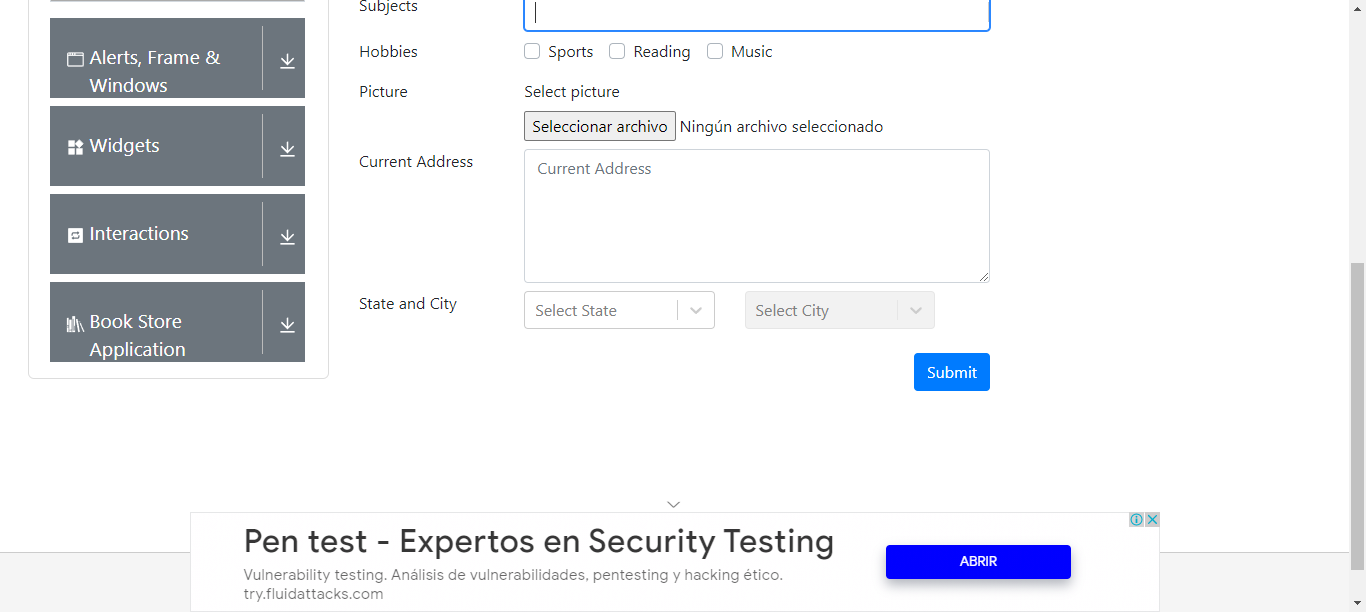 Alerts, Frame &
Windows
Widgets
Interactions
Book Store
Application
Subjects
Hobbies
Sports
Reading
Music
Picture
Select picture
Seleccionar archivo Ningún archivo seleccionado
Current Address
Current Address
State and City
Select State
Select City
Submit
Pen test - Expertos en Security Testing
Vulnerability testing. Análisis de vulnerabilidades, pentesting y hacking ético.
try.fluidattacks.com
ABRIR